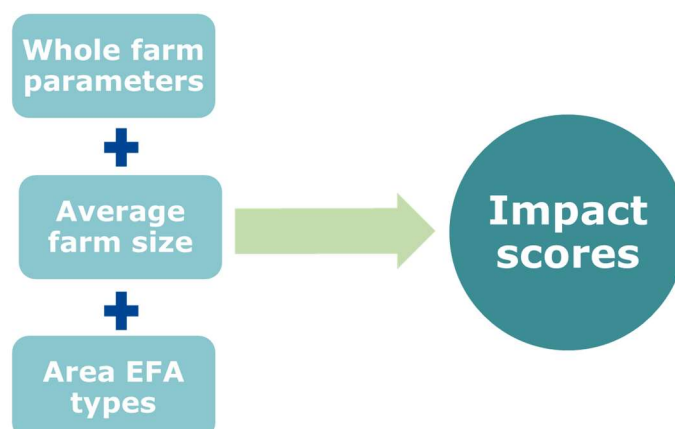 Whole farm
parameters
+
Average
farm size
+
Area EFA
types
Impact
scores